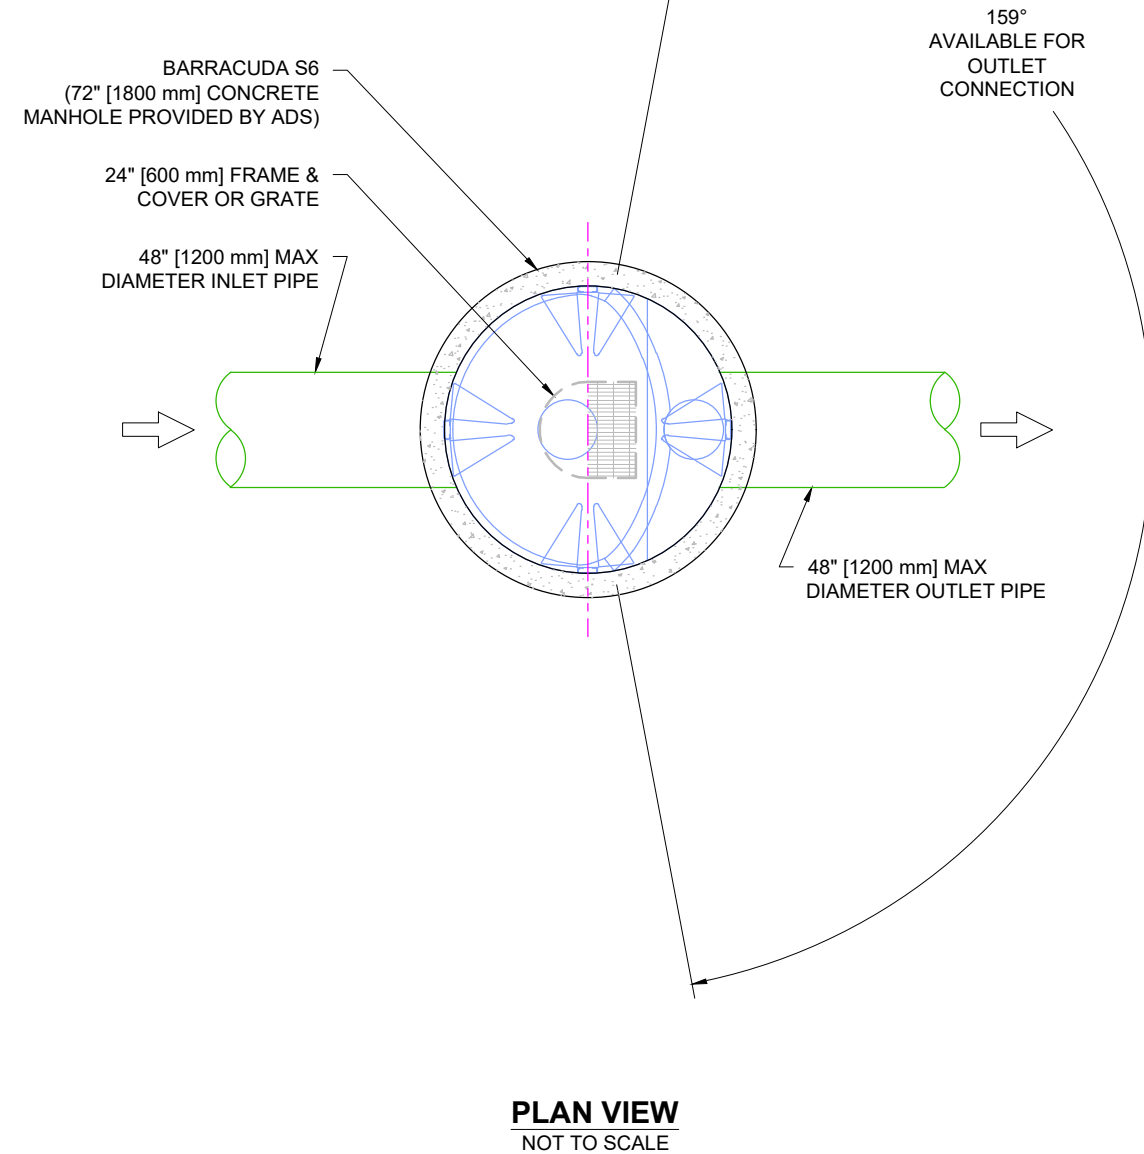 159°
AVAILABLE FOR
OUTLET
CONNECTION
BARRACUDA S6
(72" [1800 mm] CONCRETE
MANHOLE PROVIDED BY ADS)
24" [600 mm] FRAME &
COVER OR GRATE
48" [1200 mm] MAX
DIAMETER INLET PIPE
48" [1200 mm] MAX
DIAMETER OUTLET PIPE
PLAN VIEW
NOT TO SCALE